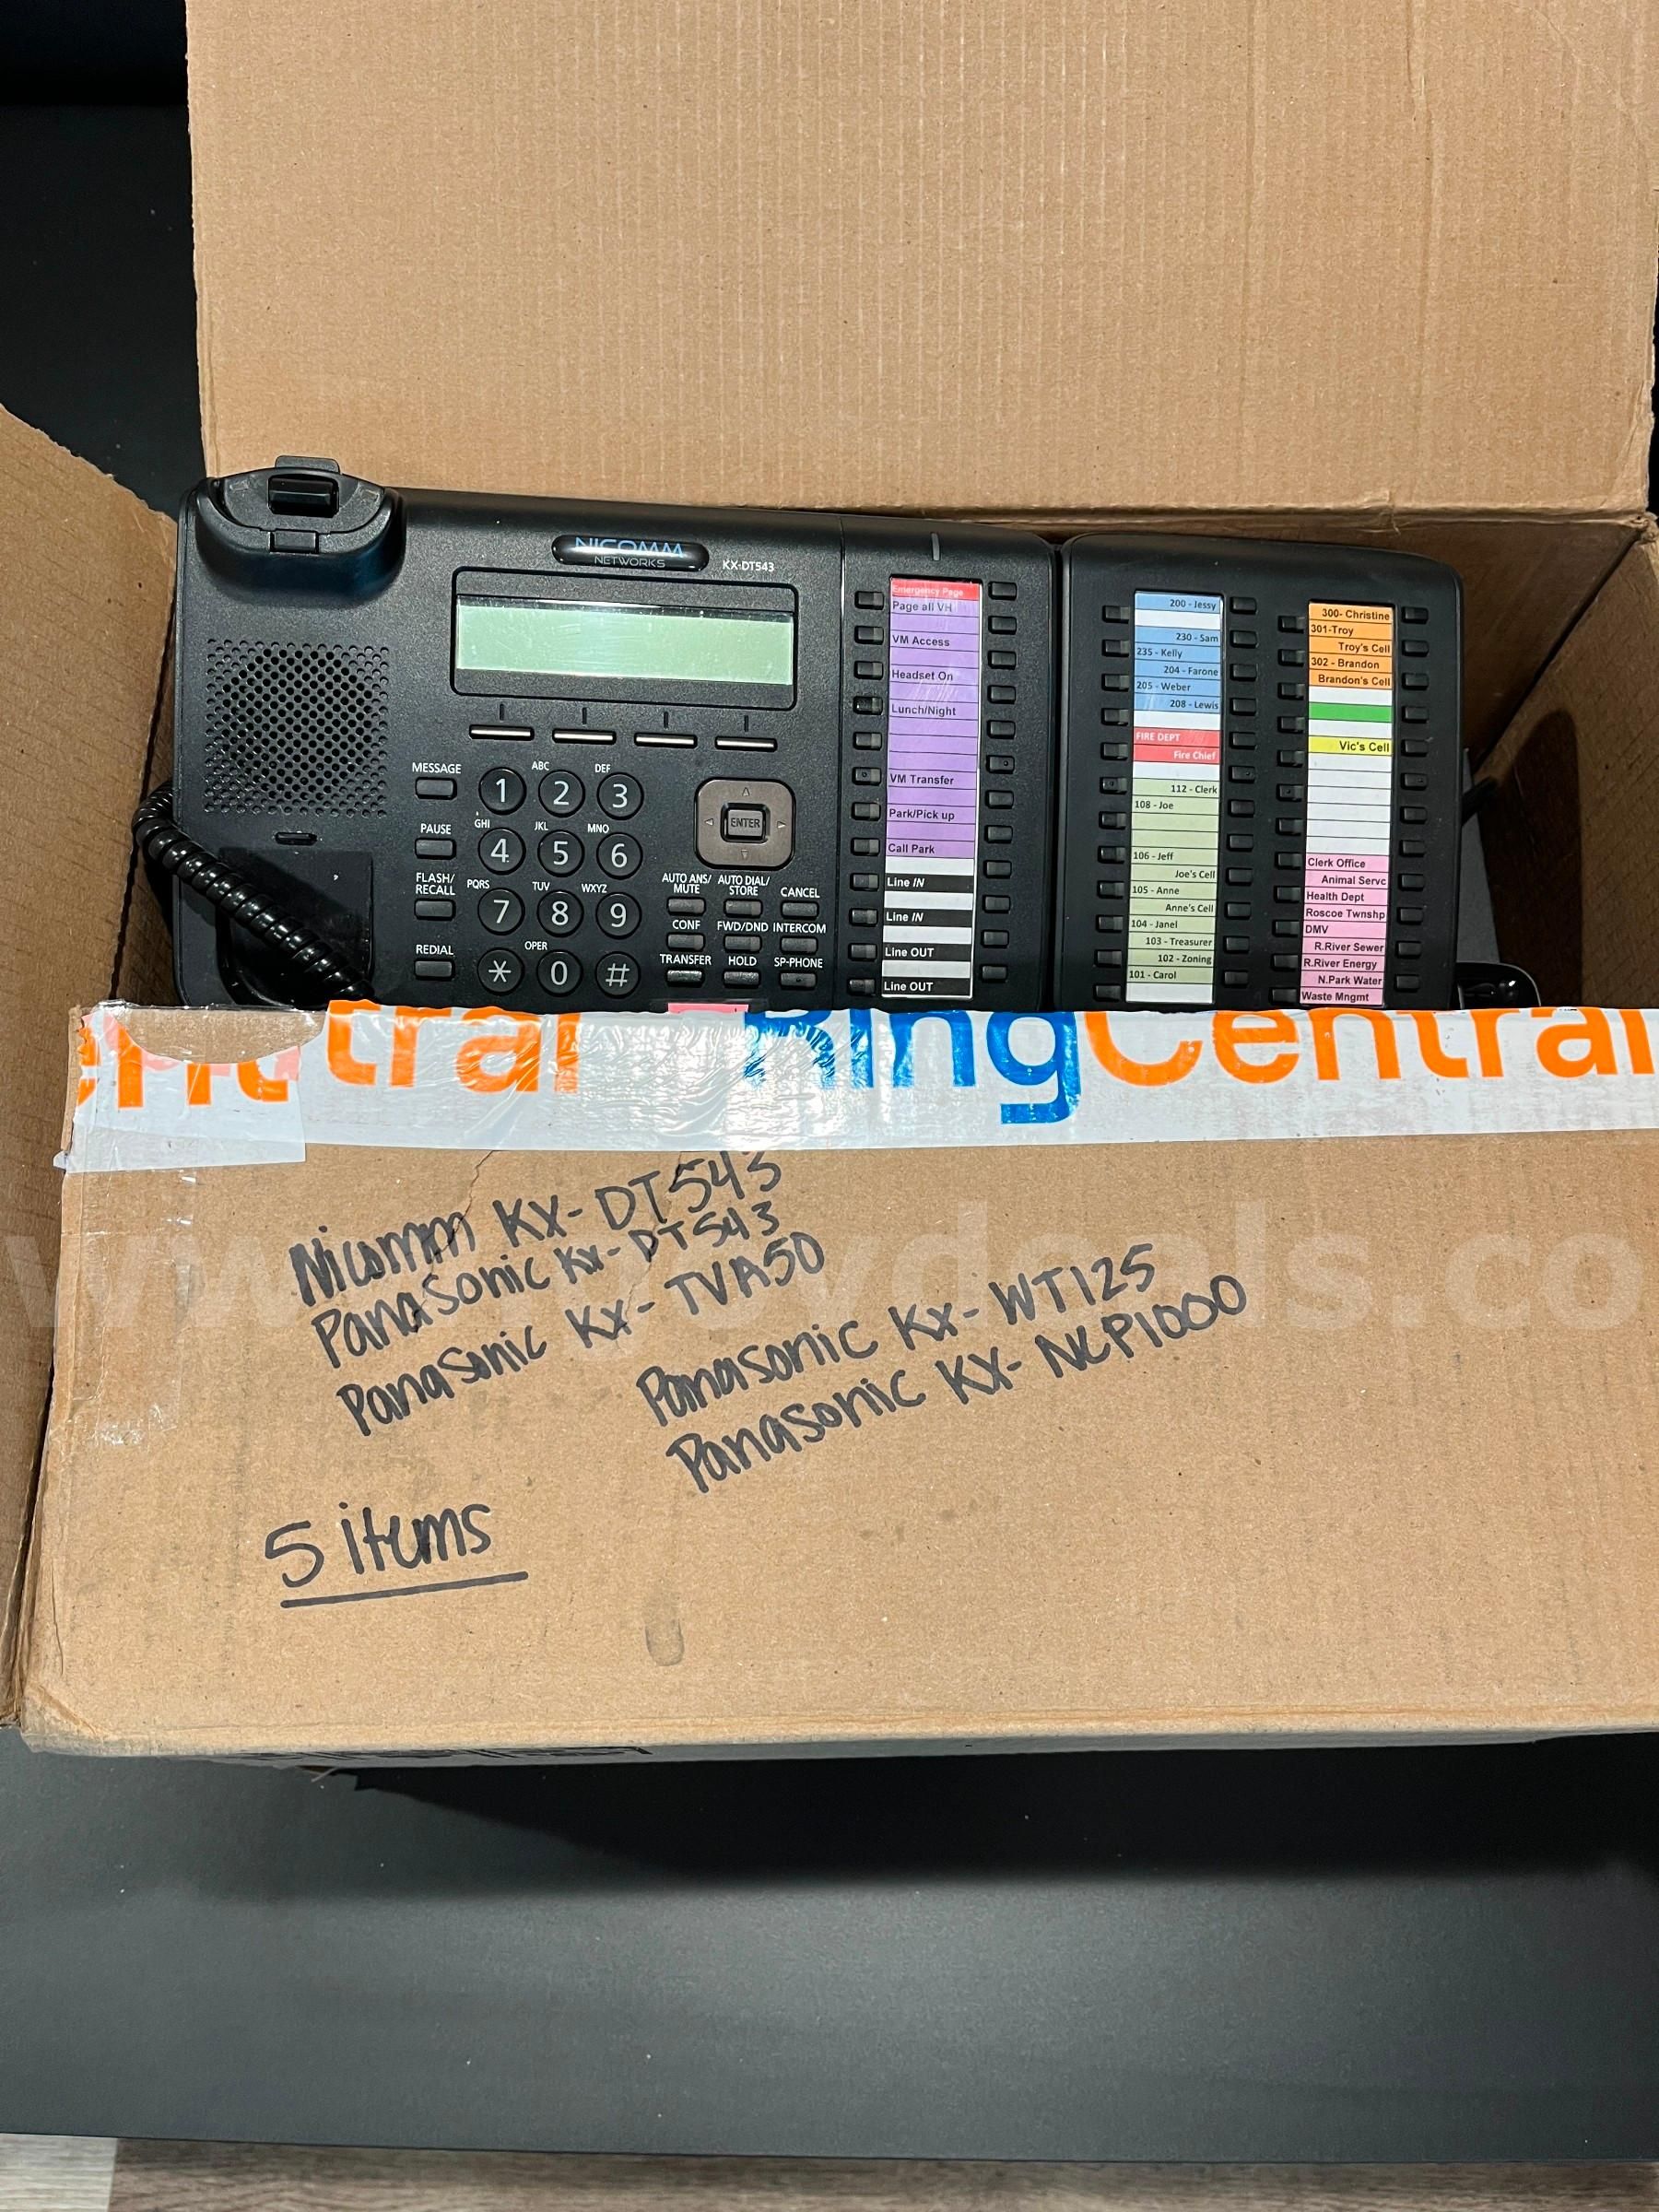 NICOMM
NETWORKS
KX-DT543
MESSAGE
PAUSE
FLASH/
RECALL
REDIAL
1
ABC
2
DEF
3
GHI
4
JKL
5
MNO
6
PQRS
7
TUV
8
WXYZ
9
*
OPER
0
#
ENTER
AUTO ANS/
MUTE
AUTO DIAL/
STORE
CANCEL
CONF
FWD/DND
INTERCOM
TRANSFER
HOLD
SP-PHONE
Emergency Page
Page all VH
VM Access
Headset On
Lunch/Night
VM Transfer
Park/Pick up
Call Park
Line IN
Line IN
Line OUT
Line OUT
200 - Jessy
230 - Sam
235 - Kelly
204 - Farone
205 - Weber
208 - Lewis
FIRE DEPT
Fire Chief
112 - Clerk
108 - Joe
106 - Jeff
Joe's Cell
105 - Anne
Anne's Cell
104 - Janel
103 - Treasurer
102 - Zoning
101 - Carol
300- Christine
301-Troy
Troy's Cell
302 - Brandon
Brandon's Cell
Vic's Cell
Clerk Office
Animal Servc
Health Dept
Roscoe Twnshp
DMV
R.River Sewer
R.River Energy
N.Park Water
Waste Mngmt
entral RingCentral
Nicomm KX-DT543
Panasonic KX-DT543
Panasonic KX-TVA50
Panasonic KX-WT125
Panasonic KX-NCP1000
5 items